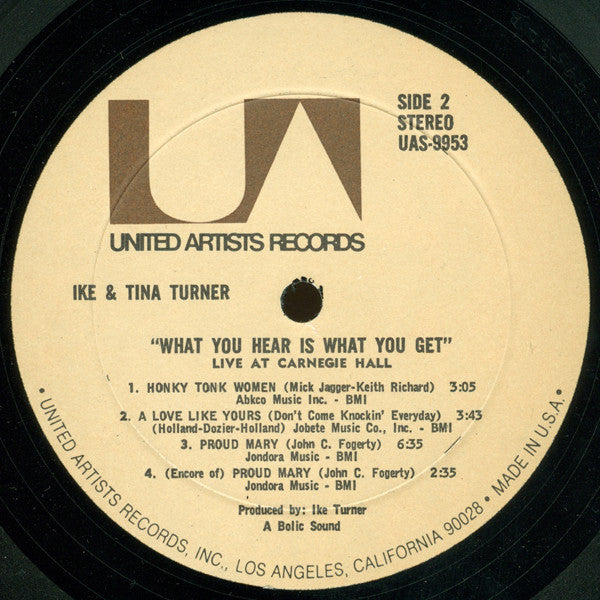 SIDE 2
STEREO
UAS-9953
UA
UNITED ARTISTS RECORDS
IKE & TINA TURNER
"WHAT YOU HEAR IS WHAT YOU GET"
LIVE AT CARNEGIE HALL
1. HONKY TONK WOMEN (Mick Jagger-Keith Richard) 3:05
Abkco Music Inc. - BMI
2. A LOVE LIKE YOURS (Don't Come Knockin' Everyday) 3:43
(Holland-Dozier-Holland) Jobete Music Co., Inc. - BMI
3. PROUD MARY (John C. Fogerty) 6:35
Jondora Music - BMI
4. (Encore of) PROUD MARY (John C. Fogerty) 2:35
Jondora Music - BMI
Produced by: Ike Turner
A Bolic Sound
• UNITED ARTISTS RECORDS, INC., LOS ANGELES, CALIFORNIA 90028 • MADE IN U.S.A. •